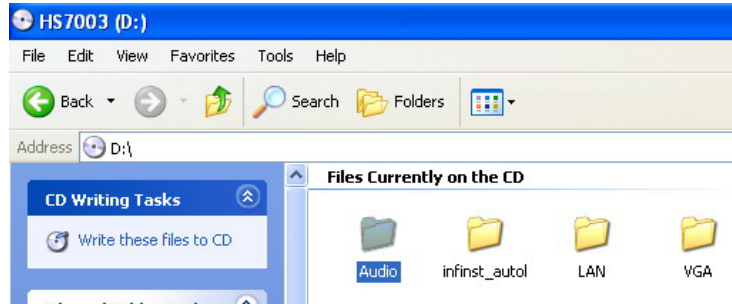 HS7003 (D:)
File Edit View Favorites Tools Help
Back Search Folders
Address D:\
Files Currently on the CD
CD Writing Tasks
Write these files to CD
Audio infinst_autol LAN VGA